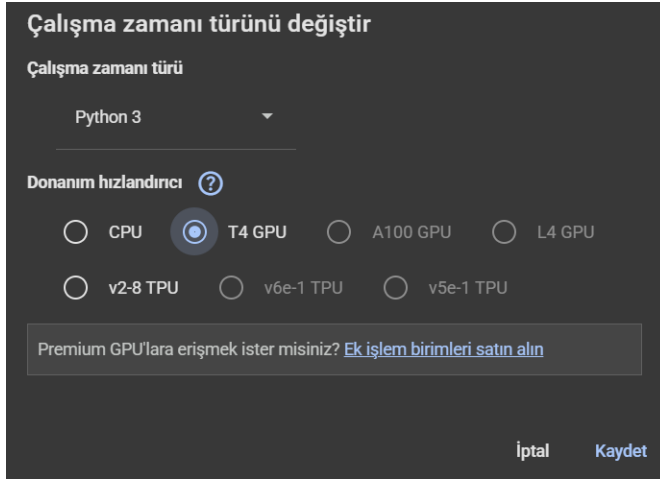 Çalışma zamanı türünü değiştir
Çalışma zamanı türü
Python 3
Donanım hızlandırıcı ?
CPU T4 GPU A100 GPU L4 GPU
v2-8 TPU v6e-1 TPU v5e-1 TPU
Premium GPU'lara erişmek ister misiniz? Ek işlem birimleri satın alın
İptal Kaydet